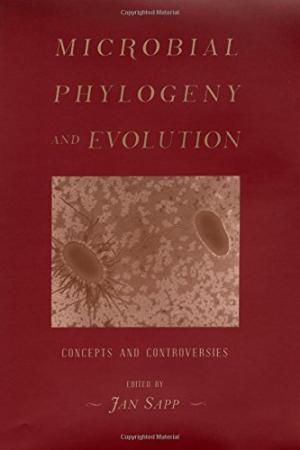 MICROBIAL
PHYLOGENY
AND EVOLUTION
CONCEPTS AND CONTROVERSIES
EDITED BY
~ JAN SAPP ~